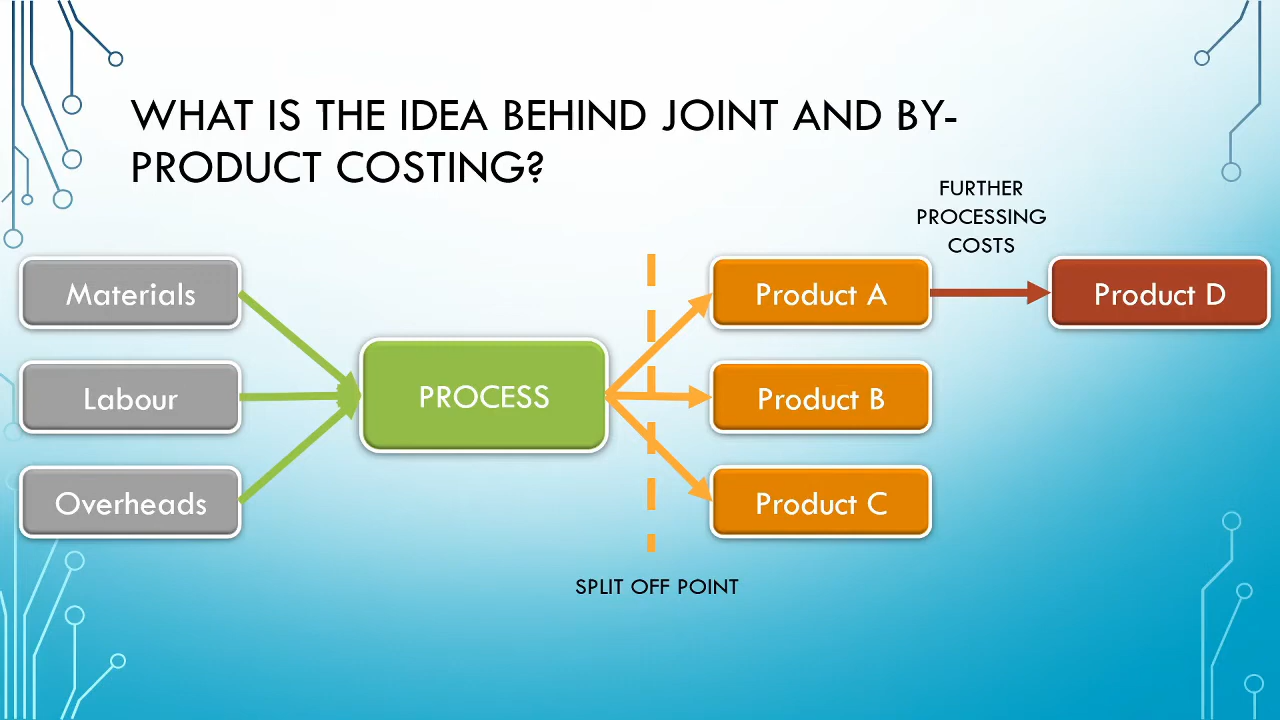 WHAT IS THE IDEA BEHIND JOINT AND BY-
PRODUCT COSTING?
FURTHER
PROCESSING
COSTS
Materials
Product A
Product D
PROCESS
Labour
Product B
Overheads
Product C
SPLIT OFF POINT